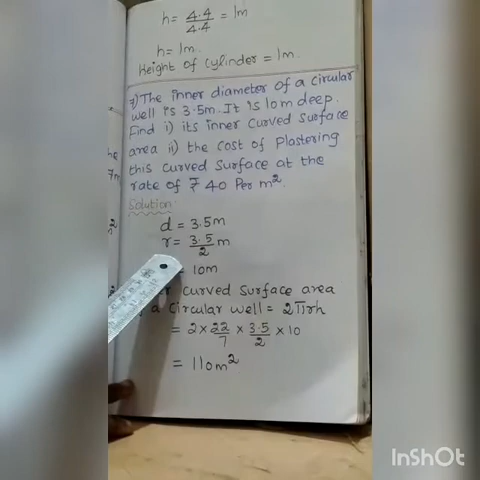 h = 4.4/4.4 = 1m
h = 1m.
Height of cylinder = 1m.
7) The inner diameter of a circular
well is 3.5m. It is 10m deep.
Find i) its inner curved surface
area ii) the cost of Plastering
this curved surface at the
rate of ₹ 40 Per m².
Solution
d = 3.5m
r = 3.5/2 m
= 10m
curved surface area
a circular well = 2πrh
= 2 × 22/7 × 3.5/2 × 10
= 110m²
InShOt